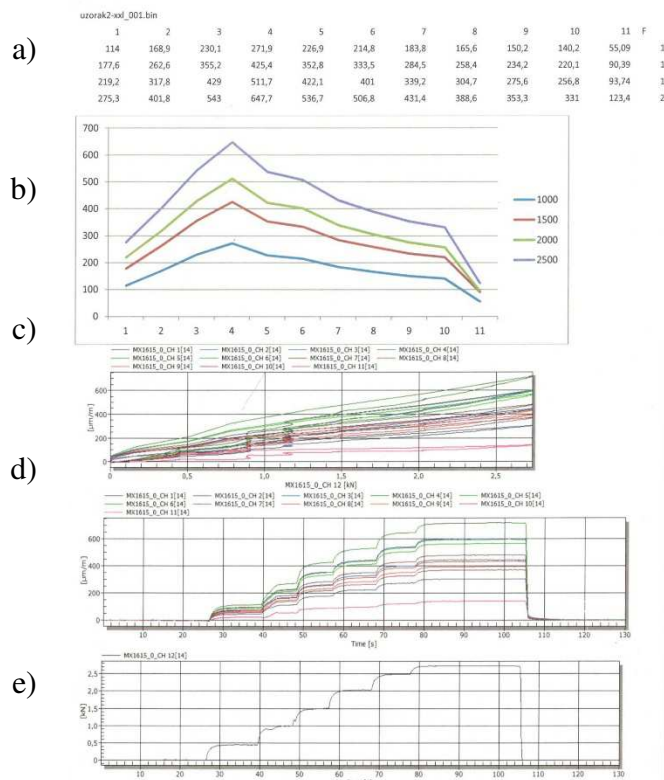 uzorak2-xxl_001.bin
1 2 3 4 5 6 7 8 9 10 11 F
a) 114 168,9 230,1 271,9 226,9 214,8 183,8 165,6 150,2 140,2 55,09 1
177,6 262,6 355,2 425,4 352,8 333,5 284,5 258,4 234,2 220,1 90,39 1
219,2 317,8 429 511,7 422,1 401 339,2 304,7 275,6 256,8 93,74 1
275,3 401,8 543 647,7 536,7 506,8 431,4 388,6 353,3 331 123,4 2
b)
700
600
500
400
300
200
100
0
1 2 3 4 5 6 7 8 9 10 11
1000
1500
2000
2500
c)
MX1615_0_CH 1[14] MX1615_0_CH 2[14] MX1615_0_CH 3[14] MX1615_0_CH 4[14]
MX1615_0_CH 5[14] MX1615_0_CH 6[14] MX1615_0_CH 7[14] MX1615_0_CH 8[14]
MX1615_0_CH 9[14] MX1615_0_CH 10[14] MX1615_0_CH 11[14]
[µm/m]
600
400
200
0
0 0,5 1,0 1,5 2,0 2,5
MX1615_0_CH 12 [kN]
d)
MX1615_0_CH 1[14] MX1615_0_CH 2[14] MX1615_0_CH 3[14] MX1615_0_CH 4[14] MX1615_0_CH 5[14]
MX1615_0_CH 6[14] MX1615_0_CH 7[14] MX1615_0_CH 8[14] MX1615_0_CH 9[14] MX1615_0_CH 10[14]
MX1615_0_CH 11[14]
[µm/m]
600
400
200
0
10 20 30 40 50 60 70 80 90 100 110 120 130
Time [s]
e)
MX1615_0_CH 12[14]
[kN]
2,5
2,0
1,5
1,0
0,5
0
10 20 30 40 50 60 70 80 90 100 110 120 130